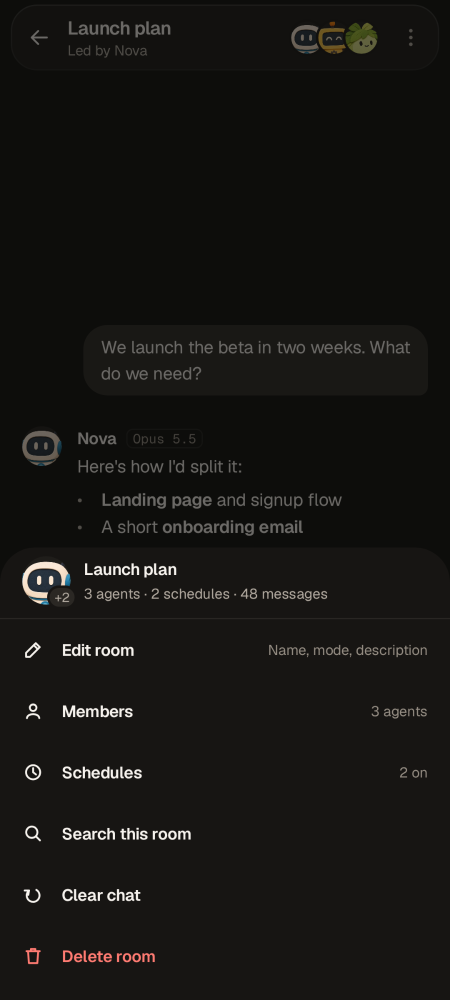 Launch plan
Led by Nova
We launch the beta in two weeks. What
do we need?
Nova Opus 5.5
Here's how I'd split it:
• Landing page and signup flow
• A short onboarding email
Launch plan
+2
3 agents · 2 schedules · 48 messages
Edit room Name, mode, description
Members 3 agents
Schedules 2 on
Search this room
Clear chat
Delete room